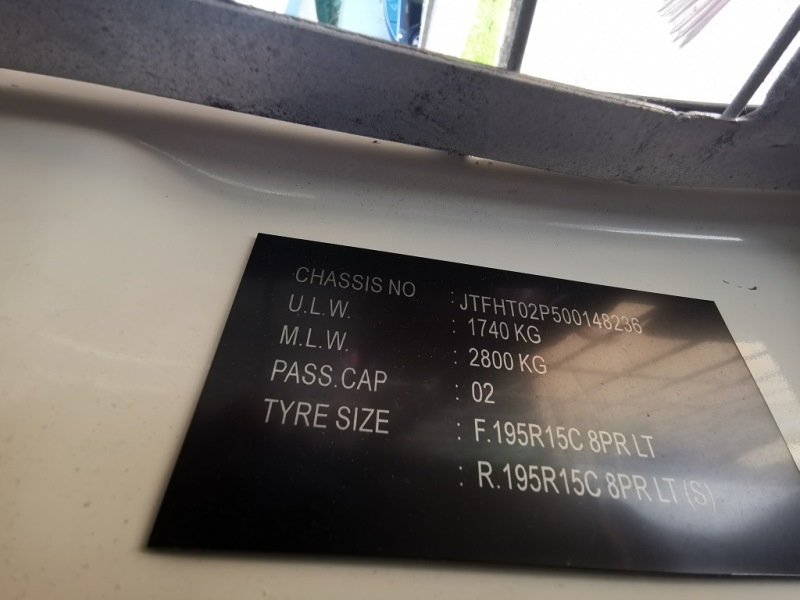 CHASSIS NO : JTFHT02P500148236
U.L.W. : 1740 KG
M.L.W. : 2800 KG
PASS.CAP : 02
TYRE SIZE : F.195R15C 8PR LT
: R.195R15C 8PR LT (S)